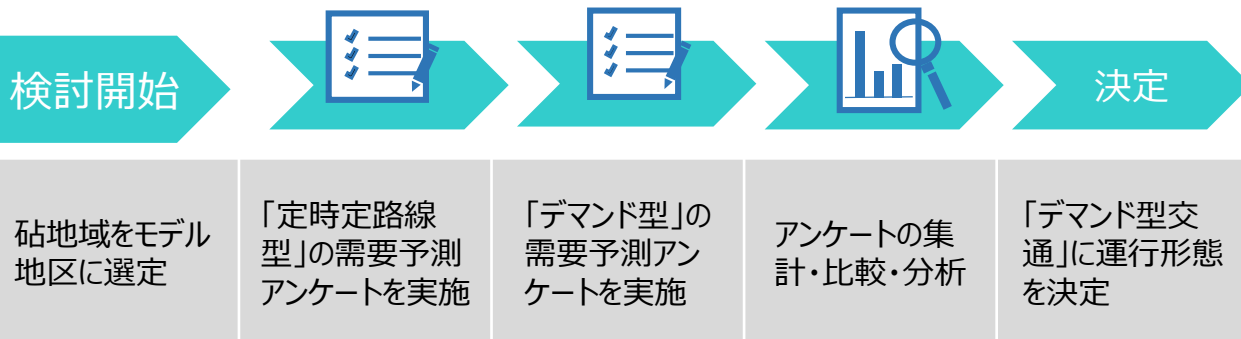 検討開始
決定
砧地域をモデル
地区に選定
「定時定路線
型」の需要予測
アンケートを実施
「デマンド型」の
需要予測アン
ケートを実施
アンケートの集
計・比較・分析
「デマンド型交
通」に運行形態
を決定